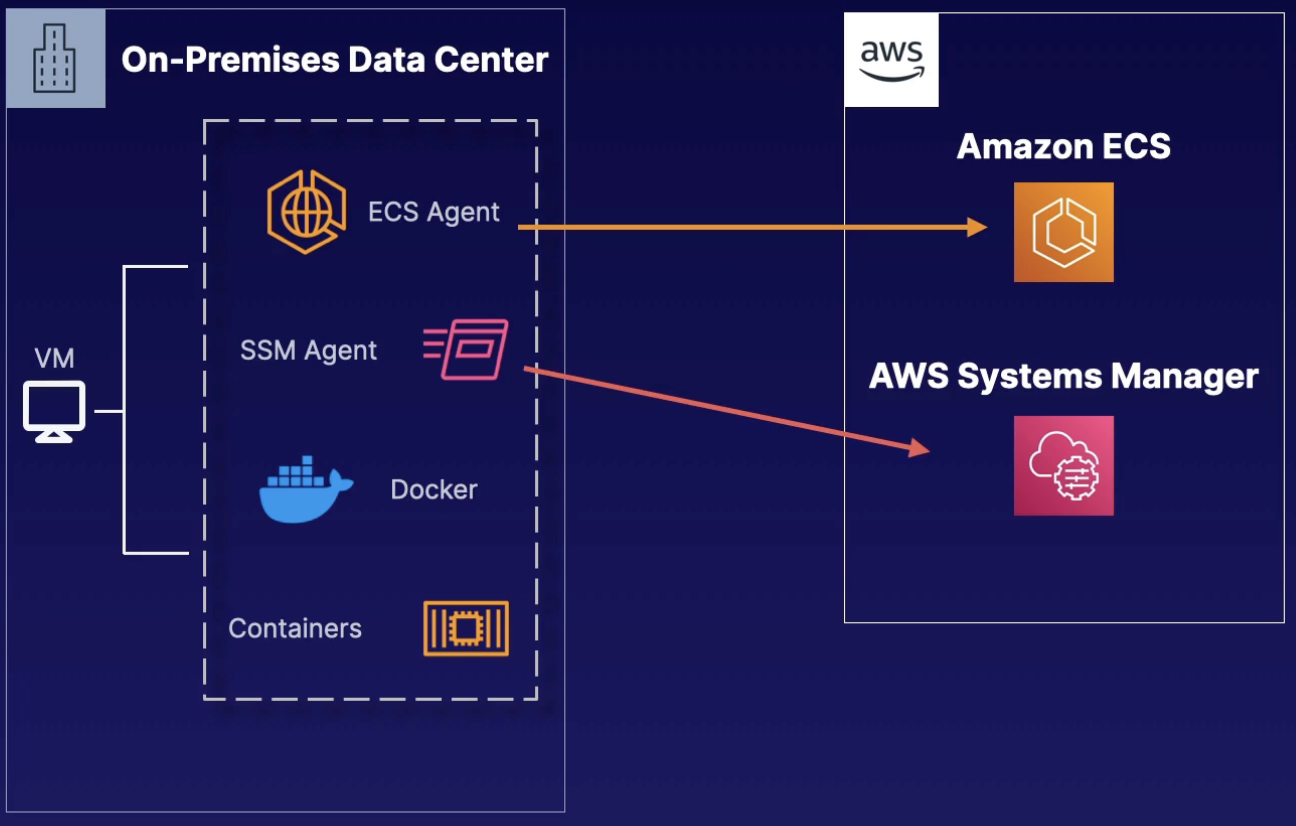 On-Premises Data Center
aws
Amazon ECS
ECS Agent
SSM Agent
VM
AWS Systems Manager
Docker
Containers